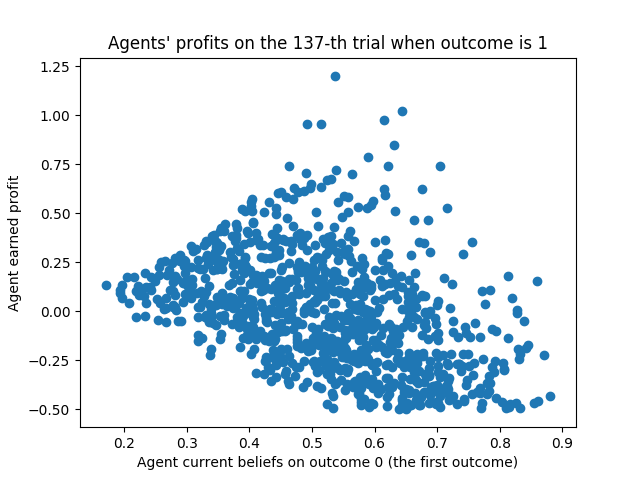 Agents' profits on the 137-th trial when outcome is 1
1.25
1.00
0.75
0.50
0.25
0.00
−0.25
−0.50
Agent earned profit
0.2 0.3 0.4 0.5 0.6 0.7 0.8 0.9
Agent current beliefs on outcome 0 (the first outcome)